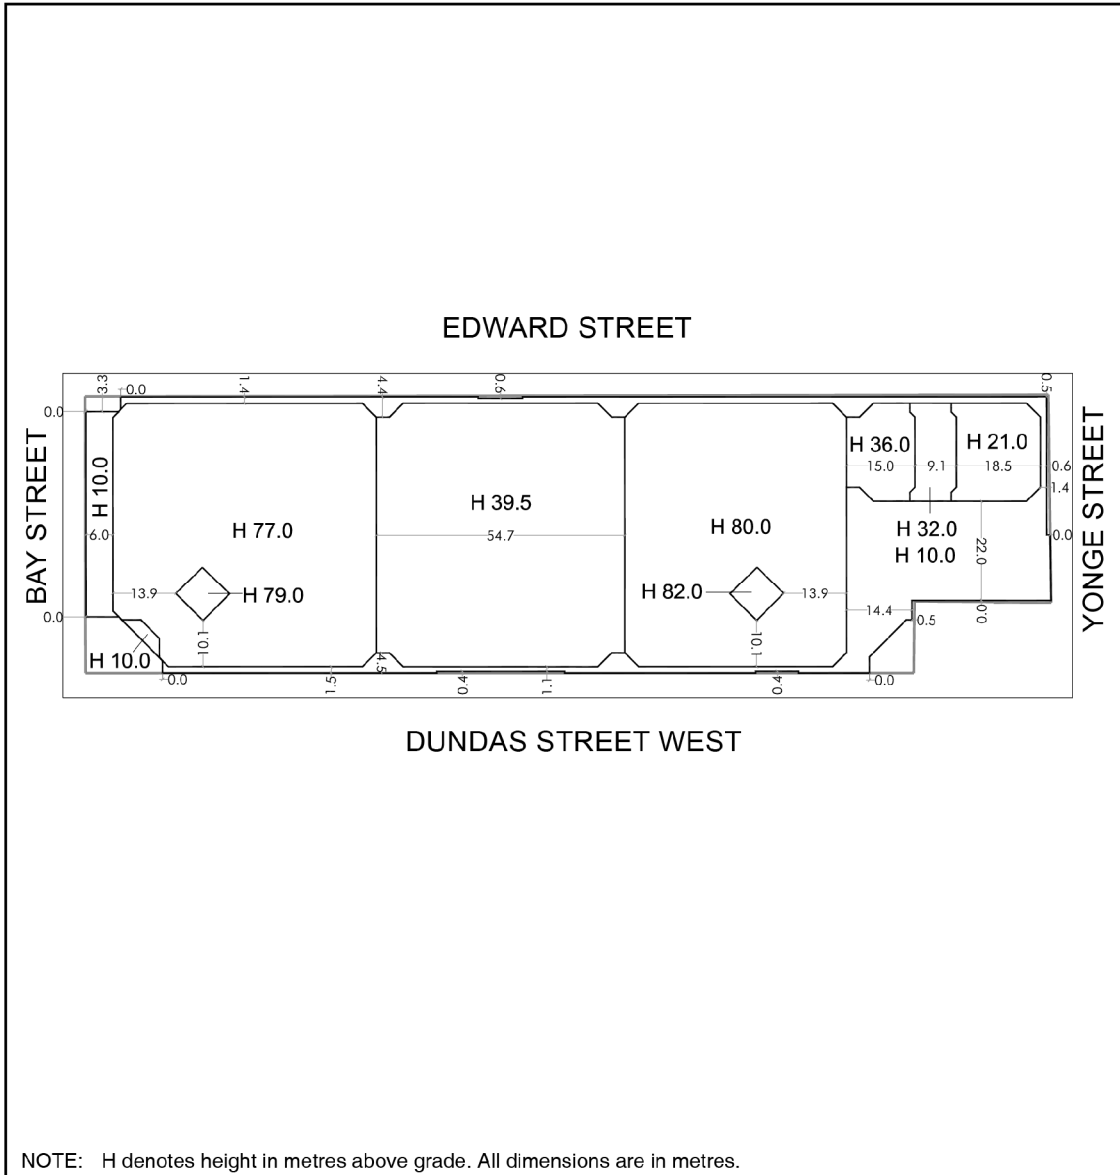 EDWARD STREET
3.3
0.0
1.4
4.4
0.6
0.5
0.0
BAY STREET
H 10.0
H 36.0
H 21.0
15.0
9.1
18.5
0.6
1.4
YONGE STREET
H 39.5
H 77.0
H 80.0
H 32.0
6.0
54.7
22.0
0.0
H 10.0
13.9
H 79.0
H 82.0
13.9
14.4
0.0
0.0
0.5
10.1
10.1
H 10.0
4.5
0.0
1.5
0.4
1.1
0.4
0.0
DUNDAS STREET WEST
NOTE: H denotes height in metres above grade. All dimensions are in metres.